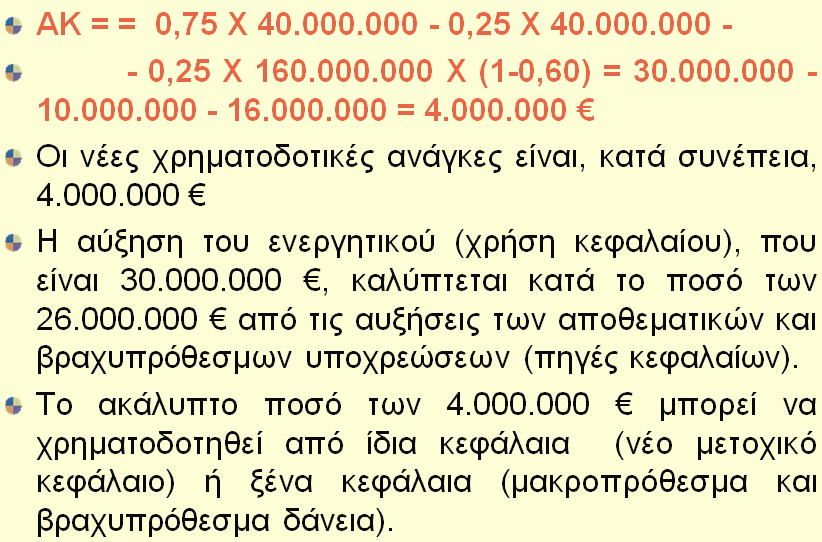 ΑΚ = = 0,75 Χ 40.000.000 - 0,25 Χ 40.000.000 -
- 0,25 Χ 160.000.000 Χ (1-0,60) = 30.000.000 -
10.000.000 - 16.000.000 = 4.000.000 €
Οι νέες χρηματοδοτικές ανάγκες είναι, κατά συνέπεια,
4.000.000 €
Η αύξηση του ενεργητικού (χρήση κεφαλαίου), που
είναι 30.000.000 €, καλύπτεται κατά το ποσό των
26.000.000 € από τις αυξήσεις των αποθεματικών και
βραχυπρόθεσμων υποχρεώσεων (πηγές κεφαλαίων).
Το ακάλυπτο ποσό των 4.000.000 € μπορεί να
χρηματοδοτηθεί από ίδια κεφάλαια (νέο μετοχικό
κεφάλαιο) ή ξένα κεφάλαια (μακροπρόθεσμα και
βραχυπρόθεσμα δάνεια).